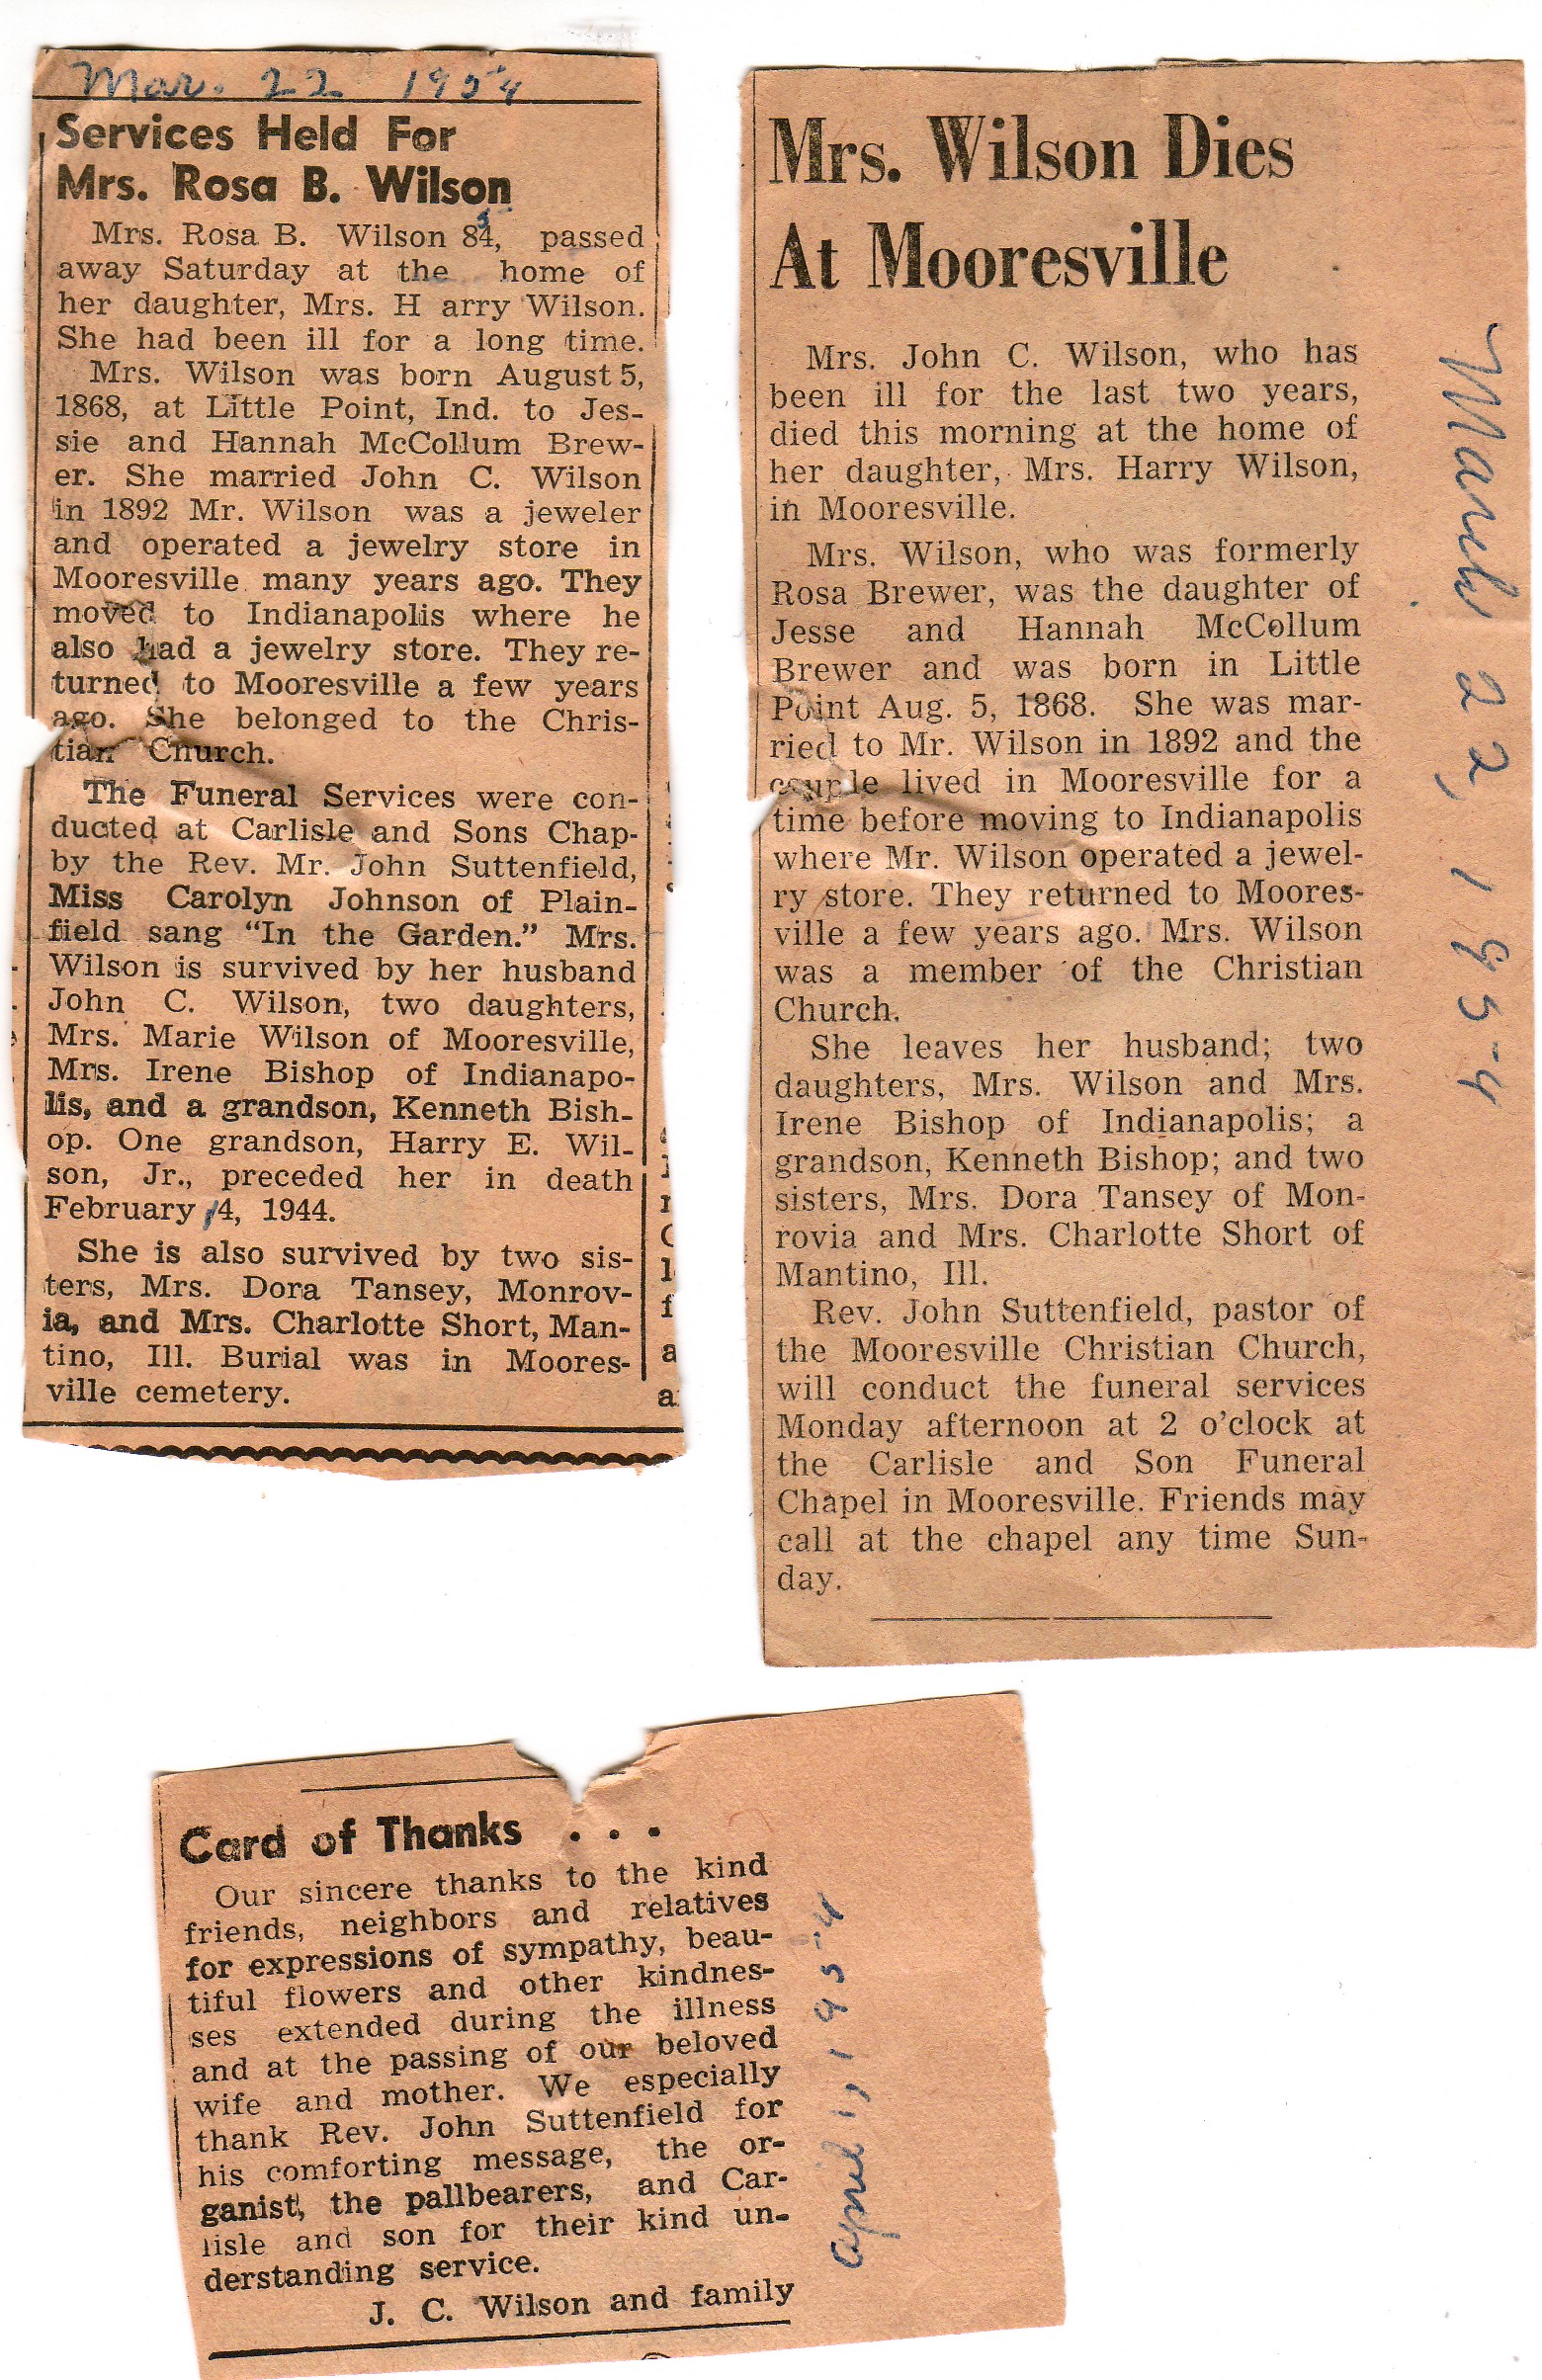 Mar. 22 1954
Services Held For
Mrs. Rosa B. Wilson
Mrs. Rosa B. Wilson 84, passed
5
away Saturday at the home of
her daughter, Mrs. H arry Wilson.
She had been ill for a long time.
Mrs. Wilson was born August 5,
1868, at Little Point, Ind. to Jes-
sie and Hannah McCollum Brew-
er. She married John C. Wilson
in 1892 Mr. Wilson was a jeweler
and operated a jewelry store in
Mooresville many years ago. They
moved to Indianapolis where he
also had a jewelry store. They re-
turned to Mooresville a few years
ago. She belonged to the Chris-
tian Church.
The Funeral Services were con-
ducted at Carlisle and Sons Chap-
by the Rev. Mr. John Suttenfield,
Miss Carolyn Johnson of Plain-
field sang “In the Garden.” Mrs.
Wilson is survived by her husband
John C. Wilson, two daughters,
Mrs. Marie Wilson of Mooresville,
Mrs. Irene Bishop of Indianapo-
lis, and a grandson, Kenneth Bish-
op. One grandson, Harry E. Wil-
son, Jr., preceded her in death
February 14, 1944.
She is also survived by two sis-
ters, Mrs. Dora Tansey, Monrov-
ia, and Mrs. Charlotte Short, Man-
tino, Ill. Burial was in Moores-
ville cemetery.
Mrs. Wilson Dies
At Mooresville
Mrs. John C. Wilson, who has
been ill for the last two years,
died this morning at the home of
her daughter, Mrs. Harry Wilson,
in Mooresville.
Mrs. Wilson, who was formerly
Rosa Brewer, was the daughter of
Jesse and Hannah McCollum
Brewer and was born in Little
Point Aug. 5, 1868. She was mar-
ried to Mr. Wilson in 1892 and the
couple lived in Mooresville for a
time before moving to Indianapolis
where Mr. Wilson operated a jewel-
ry store. They returned to Moores-
ville a few years ago. Mrs. Wilson
was a member of the Christian
Church.
She leaves her husband; two
daughters, Mrs. Wilson and Mrs.
Irene Bishop of Indianapolis; a
grandson, Kenneth Bishop; and two
sisters, Mrs. Dora Tansey of Mon-
rovia and Mrs. Charlotte Short of
Mantino, Ill.
Rev. John Suttenfield, pastor of
the Mooresville Christian Church,
will conduct the funeral services
Monday afternoon at 2 o’clock at
the Carlisle and Son Funeral
Chapel in Mooresville. Friends may
call at the chapel any time Sun-
day.
March 22, 1954
Card of Thanks . . .
Our sincere thanks to the kind
friends, neighbors and relatives
for expressions of sympathy, beau-
tiful flowers and other kindnes-
ses extended during the illness
and at the passing of our beloved
wife and mother. We especially
thank Rev. John Suttenfield for
his comforting message, the or-
ganist, the pallbearers, and Car-
lisle and son for their kind un-
derstanding service.
J. C. Wilson and family
April 1, 1954